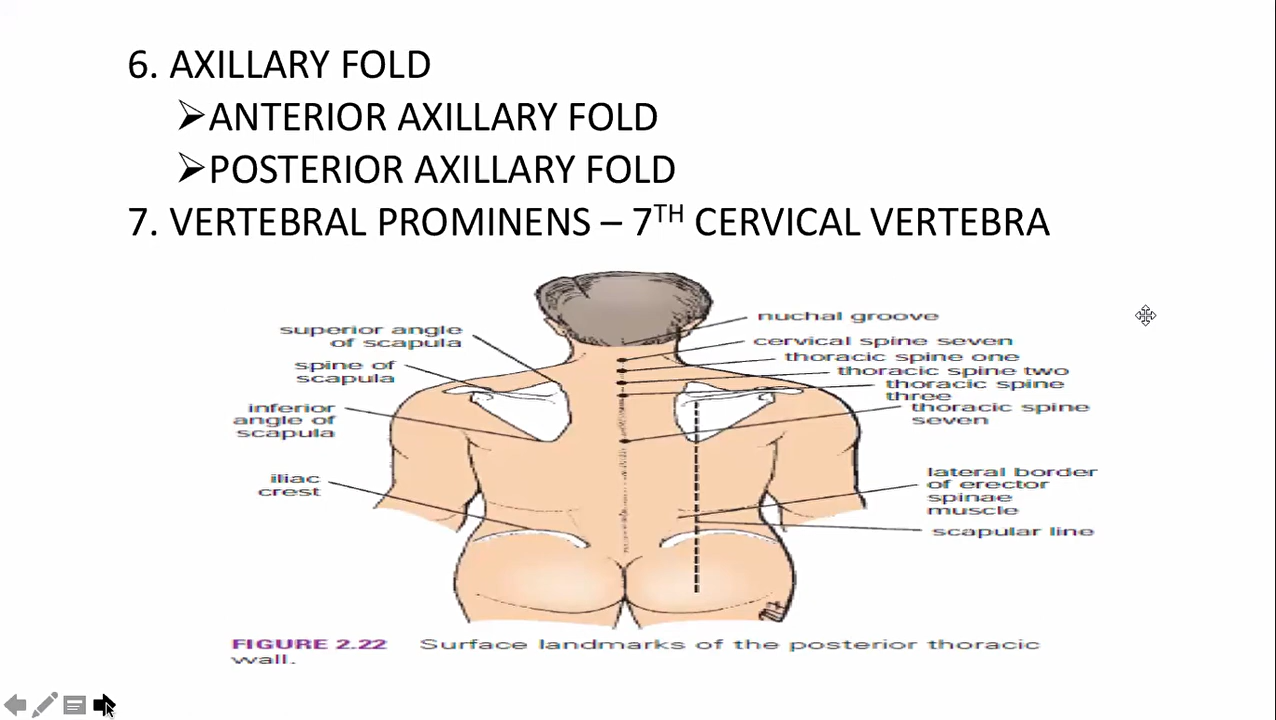 6. AXILLARY FOLD
➢ANTERIOR AXILLARY FOLD
➢POSTERIOR AXILLARY FOLD
7. VERTEBRAL PROMINENS – 7TH CERVICAL VERTEBRA
superior angle
of scapula
spine of
scapula
inferior
angle of
scapula
iliac
crest
nuchal groove
cervical spine seven
thoracic spine one
thoracic spine two
thoracic spine
three
thoracic spine
seven
lateral border
of erector
spinae
muscle
scapular line
FIGURE 2.22 Surface landmarks of the posterior thoracic
wall.